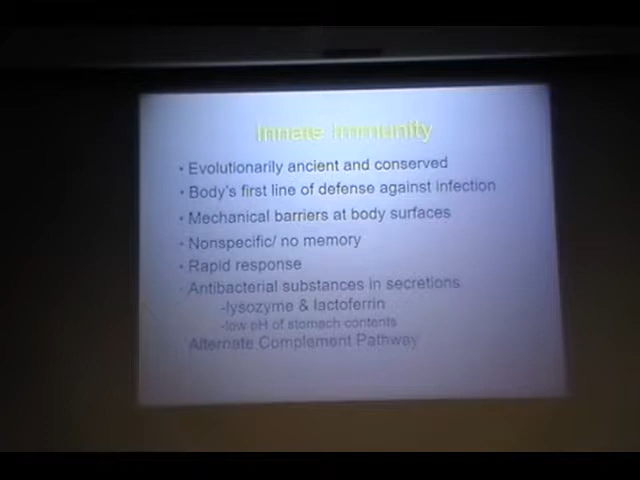 Innate Immunity
• Evolutionarily ancient and conserved
• Body's first line of defense against infection
• Mechanical barriers at body surfaces
• Nonspecific/ no memory
• Rapid response
• Antibacterial substances in secretions
-lysozyme & lactoferrin
-low pH of stomach contents
Alternate Complement Pathway